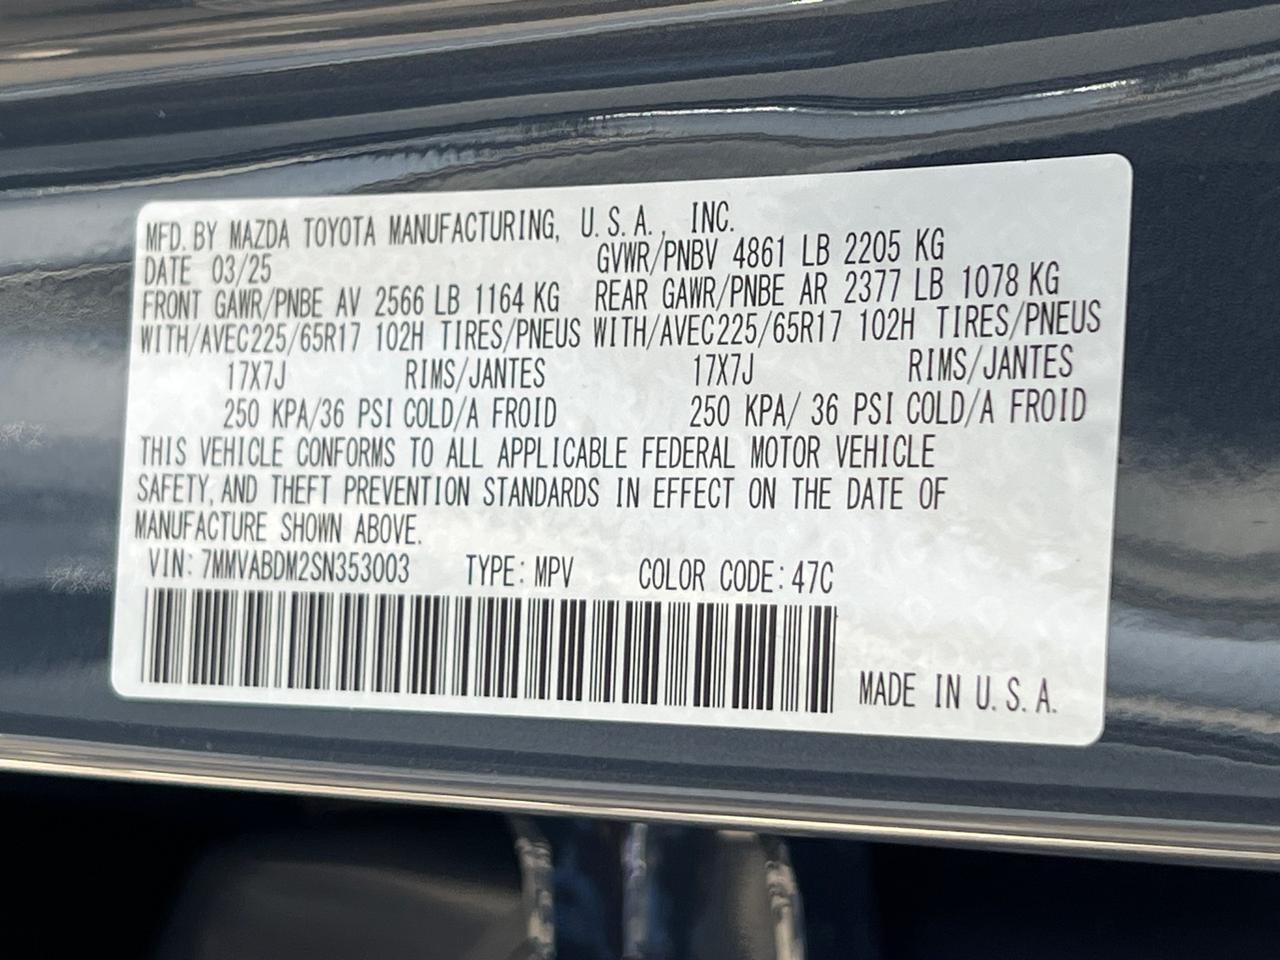 MFD. BY MAZDA TOYOTA MANUFACTURING, U.S.A., INC.
DATE 03/25 GVWR/PNBV 4861 LB 2205 KG
FRONT GAWR/PNBE AV 2566 LB 1164 KG REAR GAWR/PNBE AR 2377 LB 1078 KG
WITH/AVEC225/65R17 102H TIRES/PNEUS WITH/AVEC225/65R17 102H TIRES/PNEUS
17X7J RIMS/JANTES 17X7J RIMS/JANTES
250 KPA/36 PSI COLD/A FROID 250 KPA/ 36 PSI COLD/A FROID
THIS VEHICLE CONFORMS TO ALL APPLICABLE FEDERAL MOTOR VEHICLE
SAFETY, AND THEFT PREVENTION STANDARDS IN EFFECT ON THE DATE OF
MANUFACTURE SHOWN ABOVE.
VIN: 7MMVABDM2SN353003 TYPE: MPV COLOR CODE: 47C
MADE IN U.S.A.